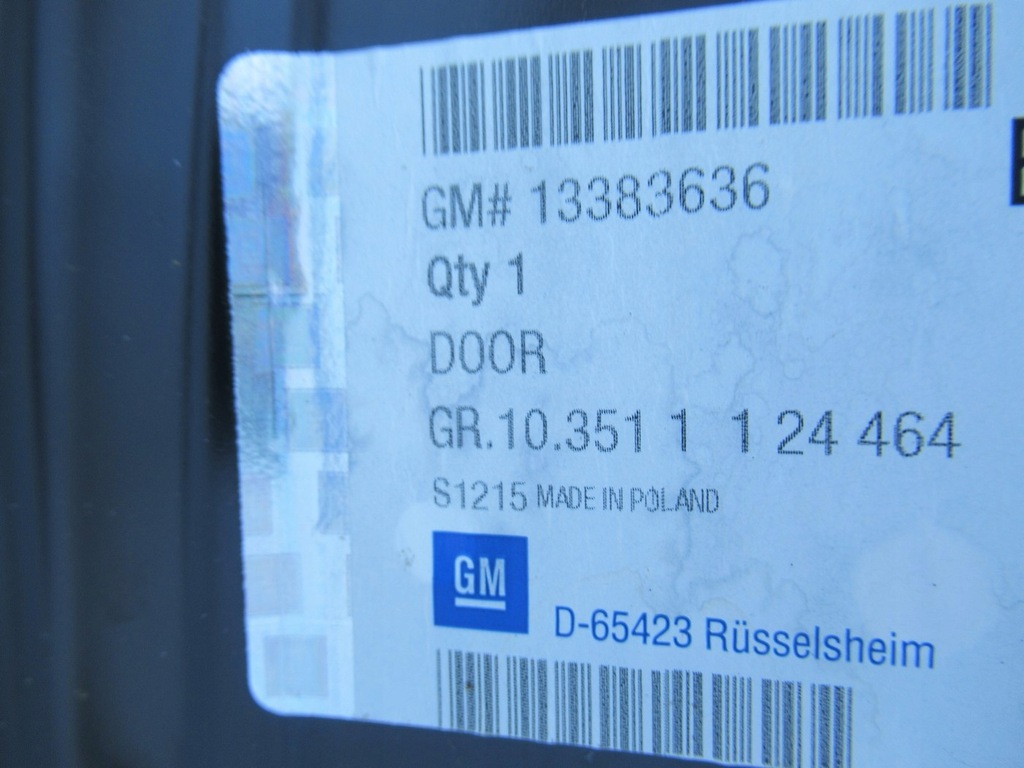 GM# 13383636
Qty 1
DOOR
GR.10.351 1 1 24 464
S1215 MADE IN POLAND
GM
D-65423 Rüsselsheim